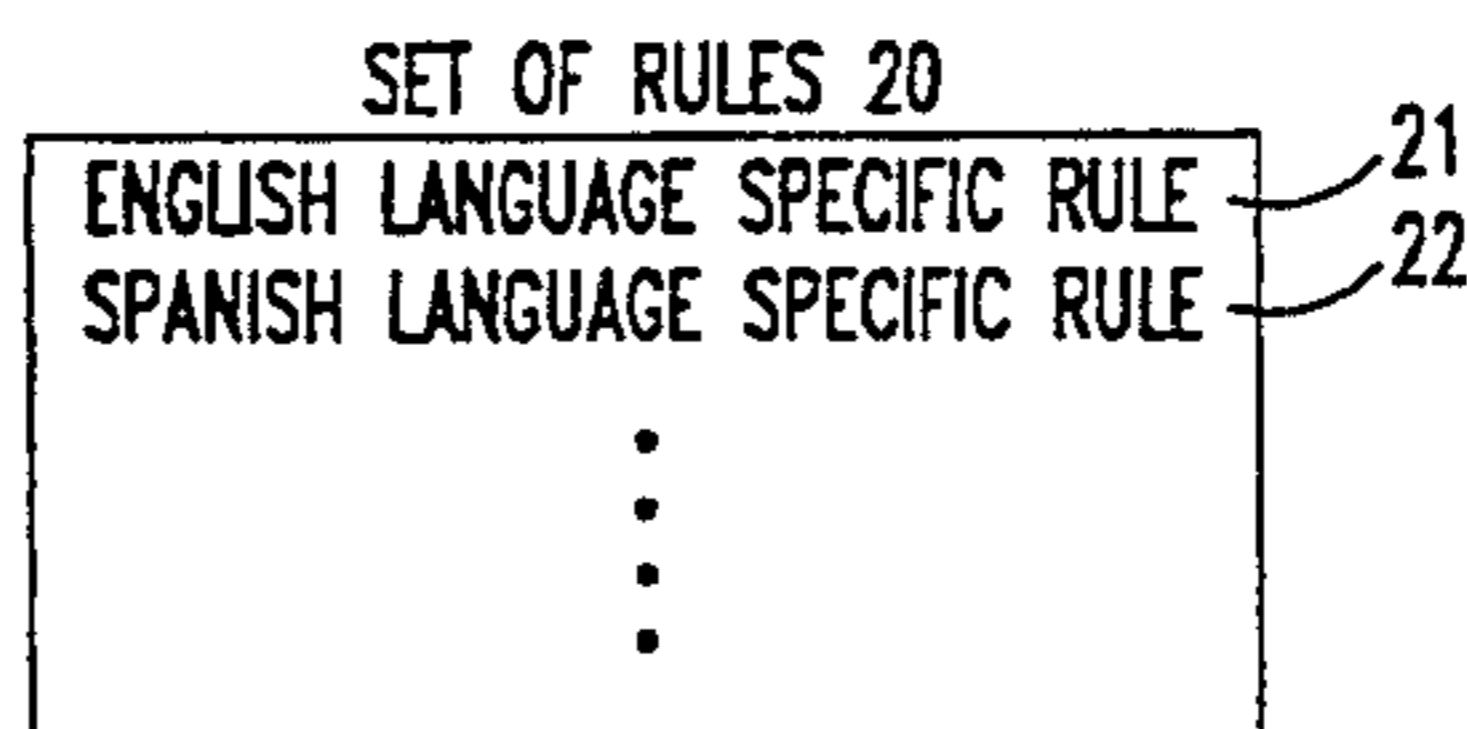 SET OF RULES 20
ENGLISH LANGUAGE SPECIFIC RULE 21
SPANISH LANGUAGE SPECIFIC RULE 22